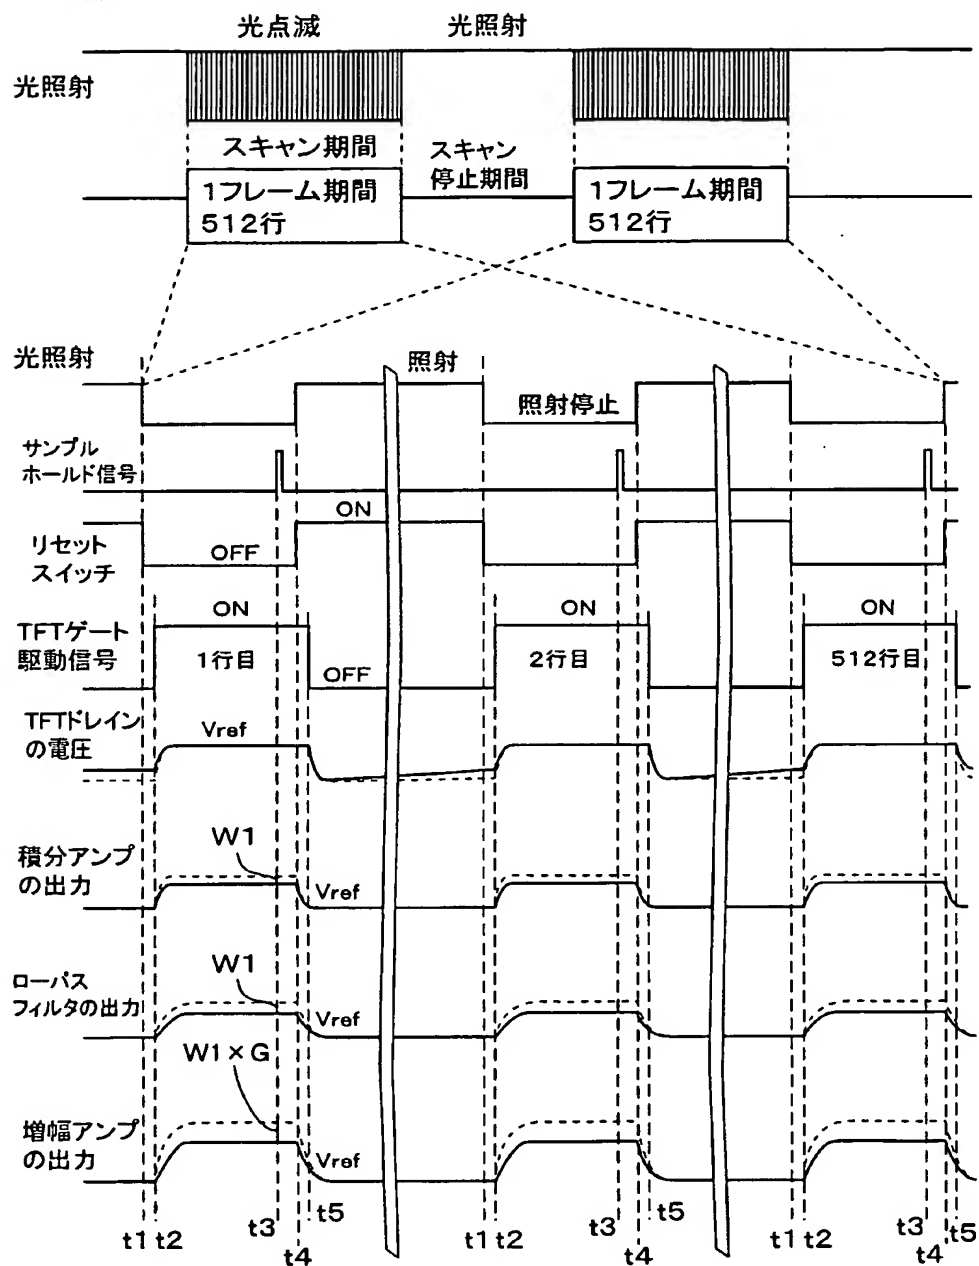 光点滅
光照射
光照射
スキャン期間
スキャン
停止期間
1フレーム期間
512行
1フレーム期間
512行
光照射
照射
照射停止
サンプル
ホールド信号
ON
リセット
スイッチ
OFF
TFTゲート
駆動信号
ON
1行目
OFF
ON
2行目
ON
512行目
TFTドレイン
の電圧
Vref
積分アンプ
の出力
W1
Vref
ローパス
フィルタの出力
W1
Vref
W1×G
増幅アンプ
の出力
Vref
t1 t2 t3 t4 t5 t1 t2 t3 t4 t5 t1 t2 t3 t4 t5